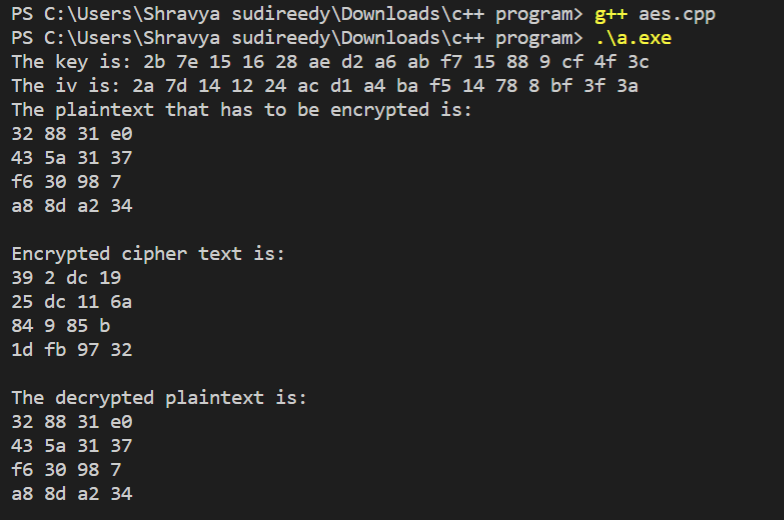 PS C:\Users\Shravya sudireedy\Downloads\c++ program> g++ aes.cpp
PS C:\Users\Shravya sudireedy\Downloads\c++ program> .\a.exe
The key is: 2b 7e 15 16 28 ae d2 a6 ab f7 15 88 9 cf 4f 3c
The iv is: 2a 7d 14 12 24 ac d1 a4 ba f5 14 78 8 bf 3f 3a
The plaintext that has to be encrypted is:
32 88 31 e0
43 5a 31 37
f6 30 98 7
a8 8d a2 34
Encrypted cipher text is:
39 2 dc 19
25 dc 11 6a
84 9 85 b
1d fb 97 32
The decrypted plaintext is:
32 88 31 e0
43 5a 31 37
f6 30 98 7
a8 8d a2 34